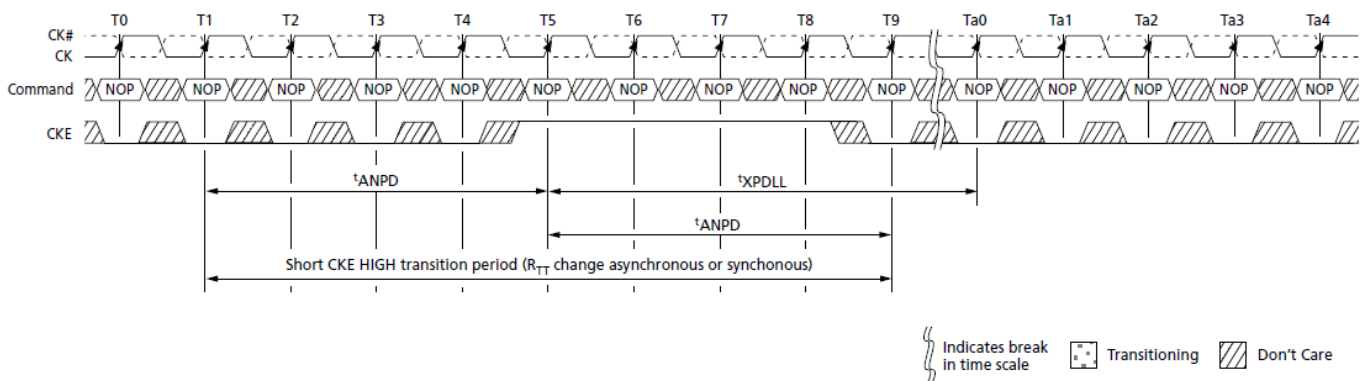 T0 T1 T2 T3 T4 T5 T6 T7 T8 T9 Ta0 Ta1 Ta2 Ta3 Ta4
CK#
CK
Command NOP NOP NOP NOP NOP NOP NOP NOP NOP NOP NOP NOP NOP NOP NOP
CKE
tANPD tXPDLL
tANPD
Short CKE HIGH transition period (RTT change asynchronous or synchonous)
Indicates break
in time scale Transitioning Don't Care